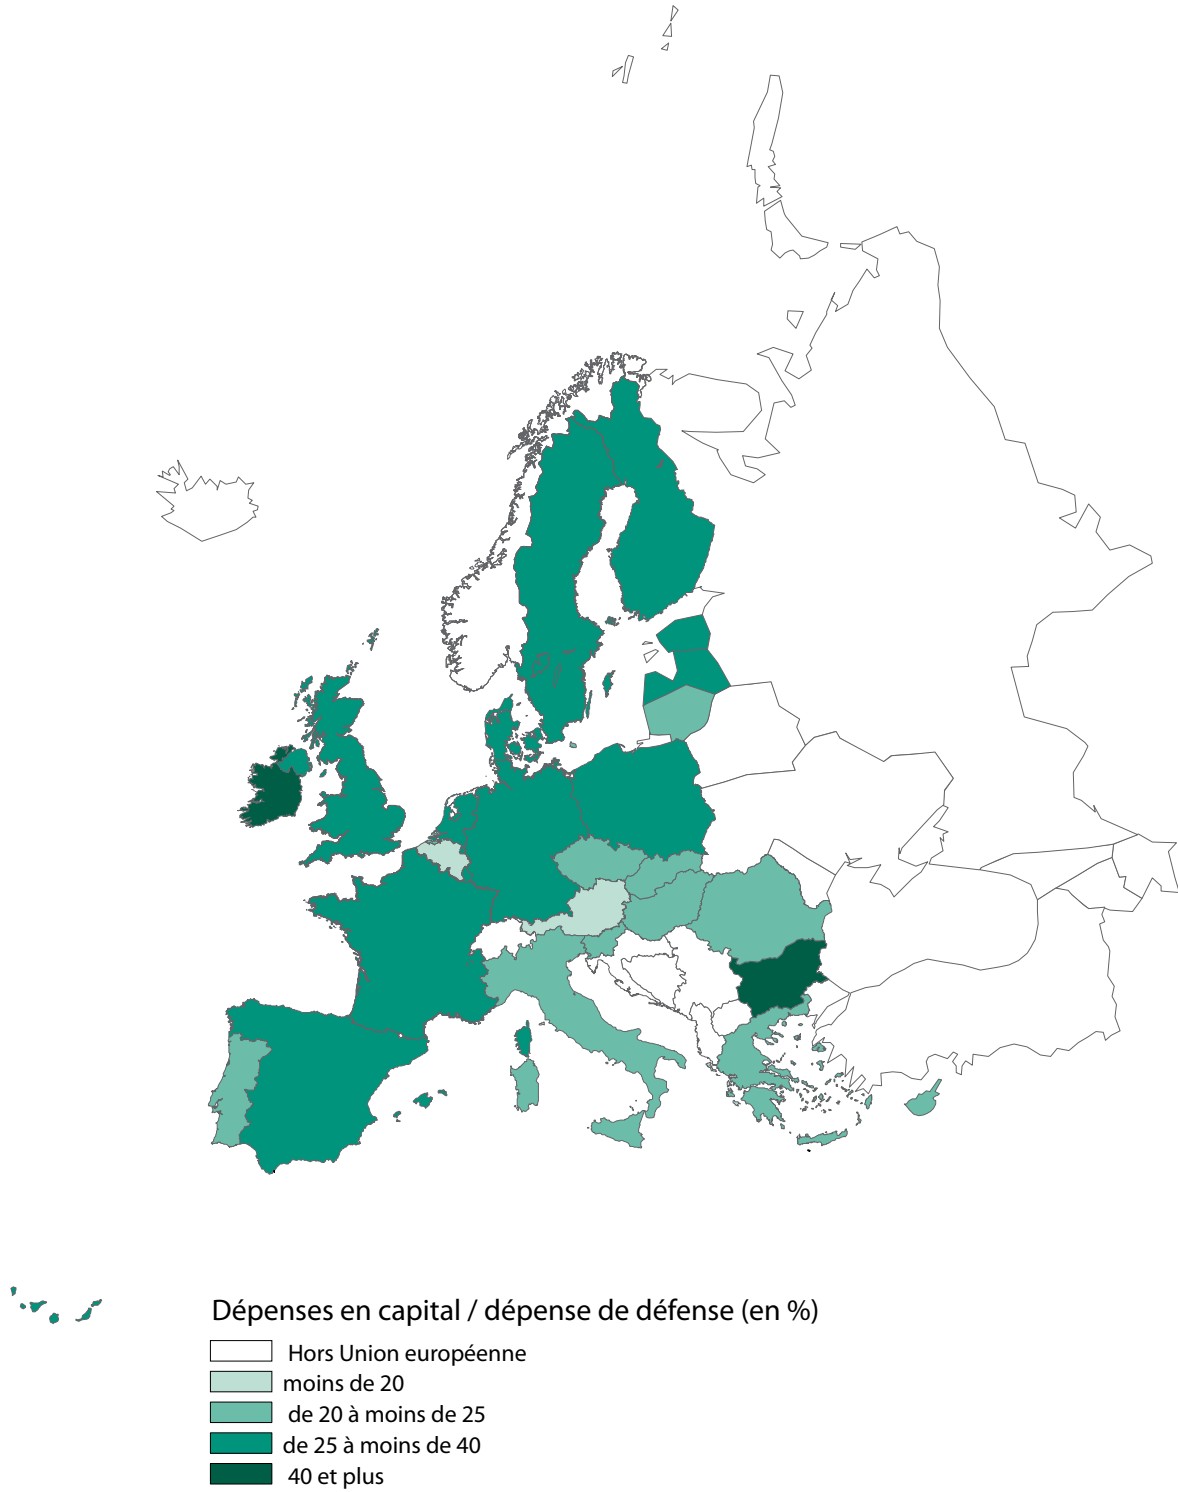 Dépenses en capital / dépense de défense (en %)
Hors Union européenne
moins de 20
de 20 à moins de 25
de 25 à moins de 40
40 et plus